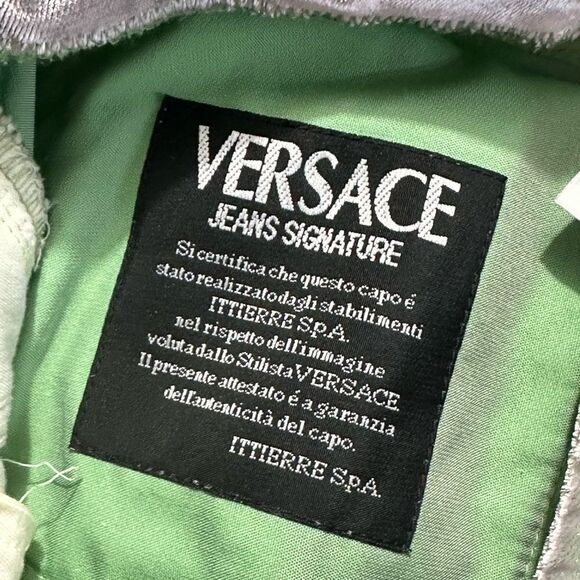 VERSACE
JEANS SIGNATURE
Si certifica che questo capo é
stato realizzato dagli stabilimenti
ITTIERRE S.p.A.
nel rispetto dell'immagine
voluta dallo Stilista VERSACE
Il presente attestato é a garanzia
dell'autenticità del capo.
ITTIERRE S.p.A.